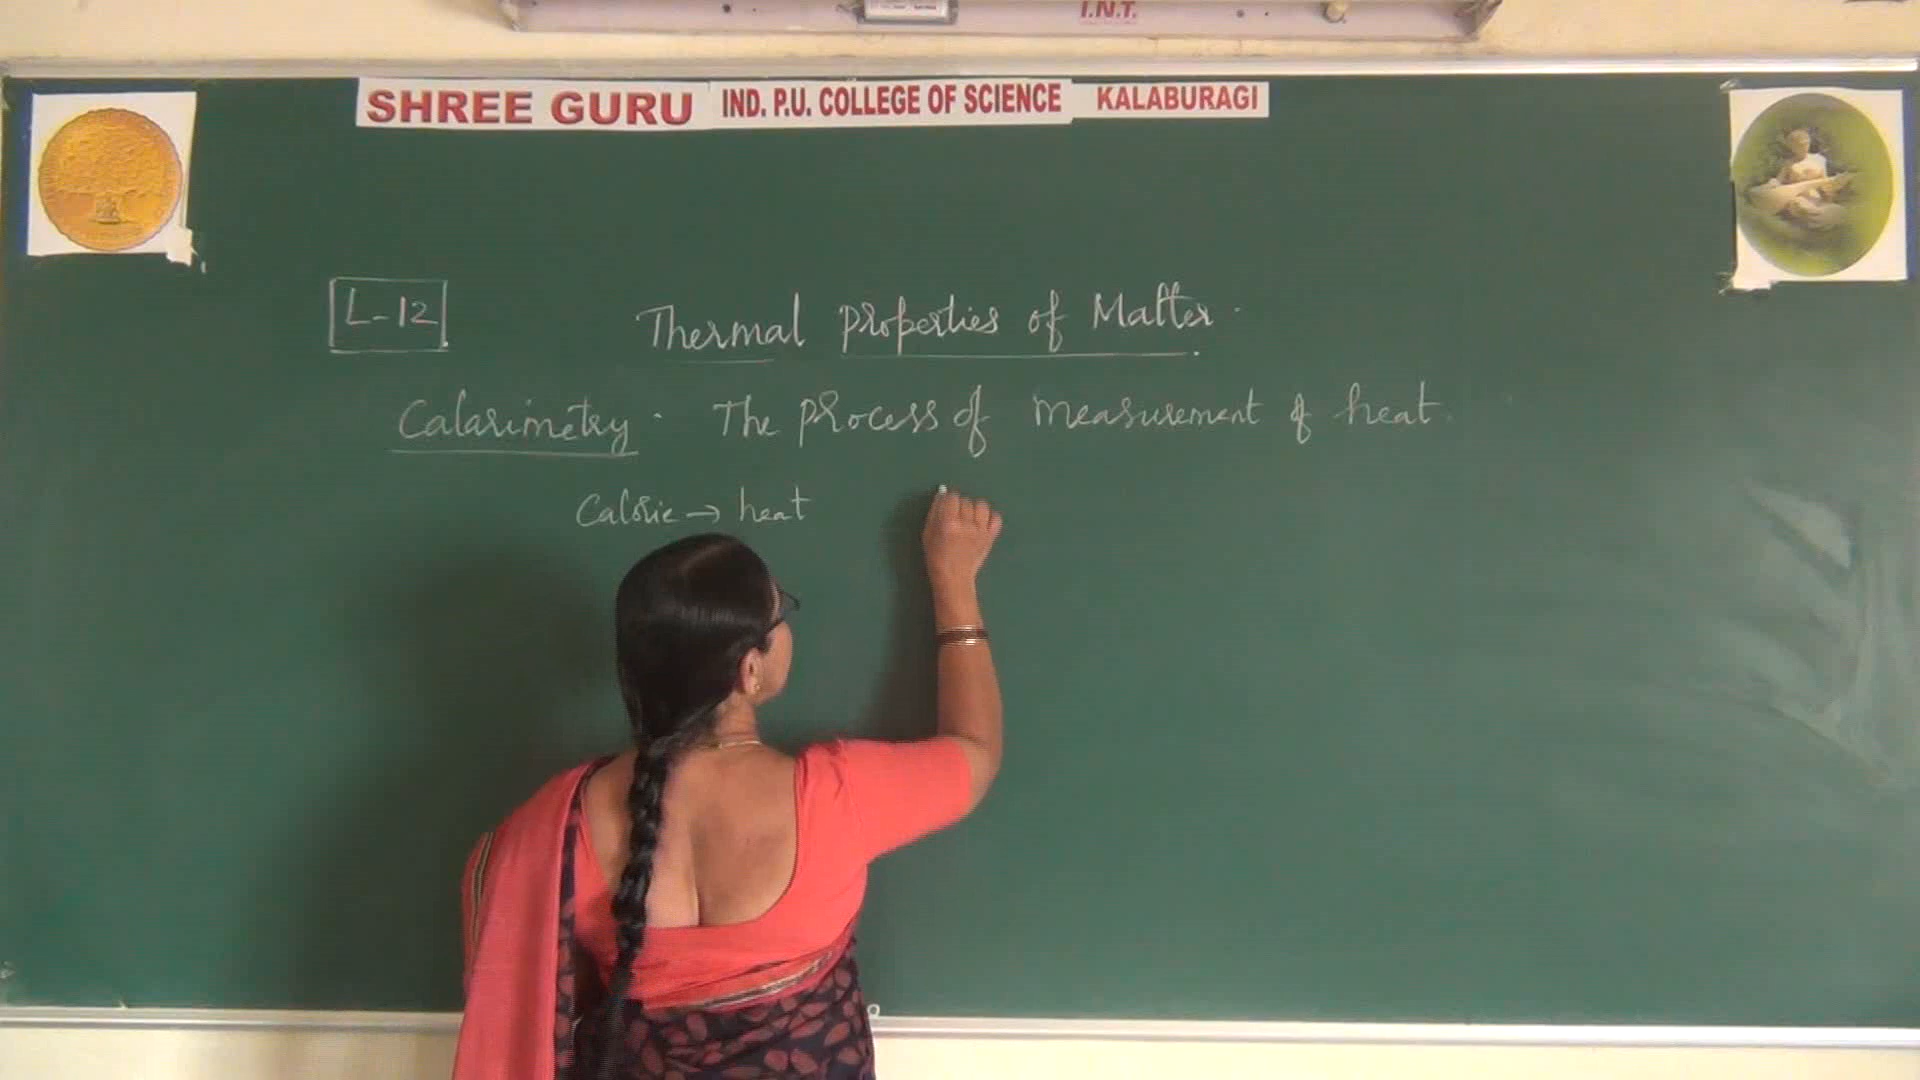 I.N.T.
SHREE GURU IND. P.U. COLLEGE OF SCIENCE KALABURAGI
L-12 Thermal Properties of Matter.
Calarimetry. The Process of measurement of heat.
Calorie → heat